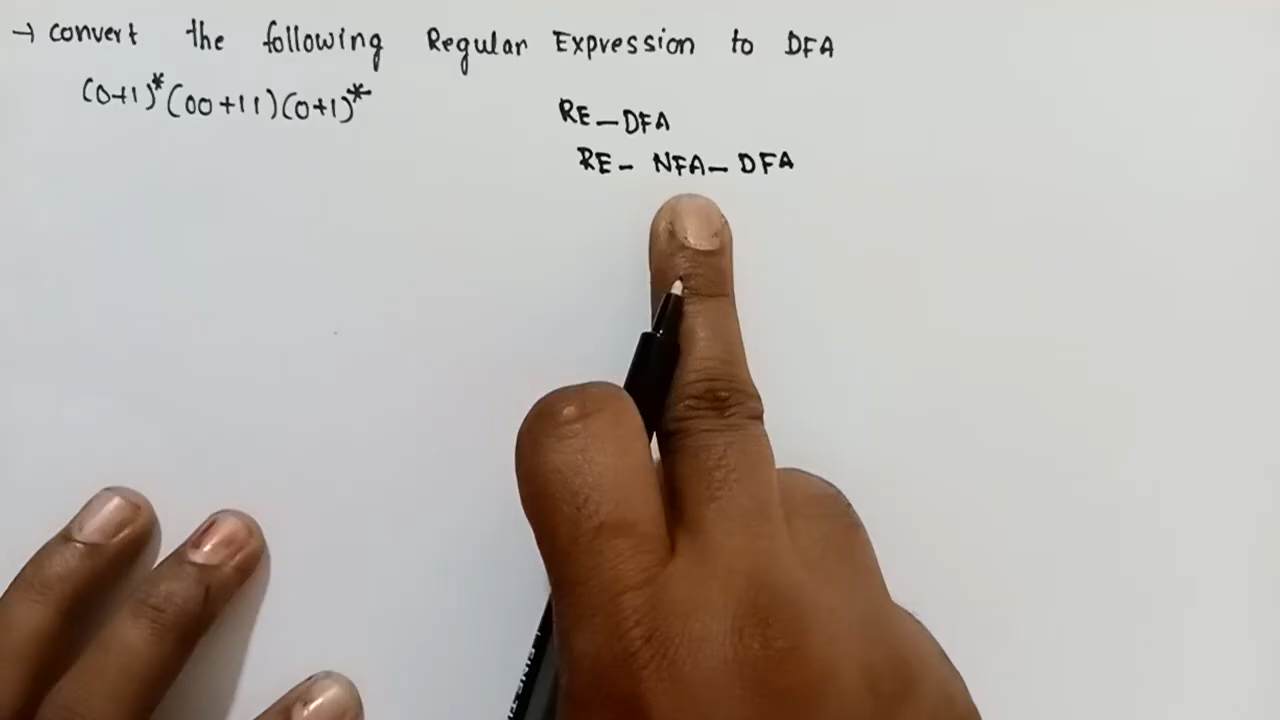 → convert the following Regular Expression to DFA
(0+1)*(00+11)(0+1)*
RE - DFA
RE - NFA - DFA